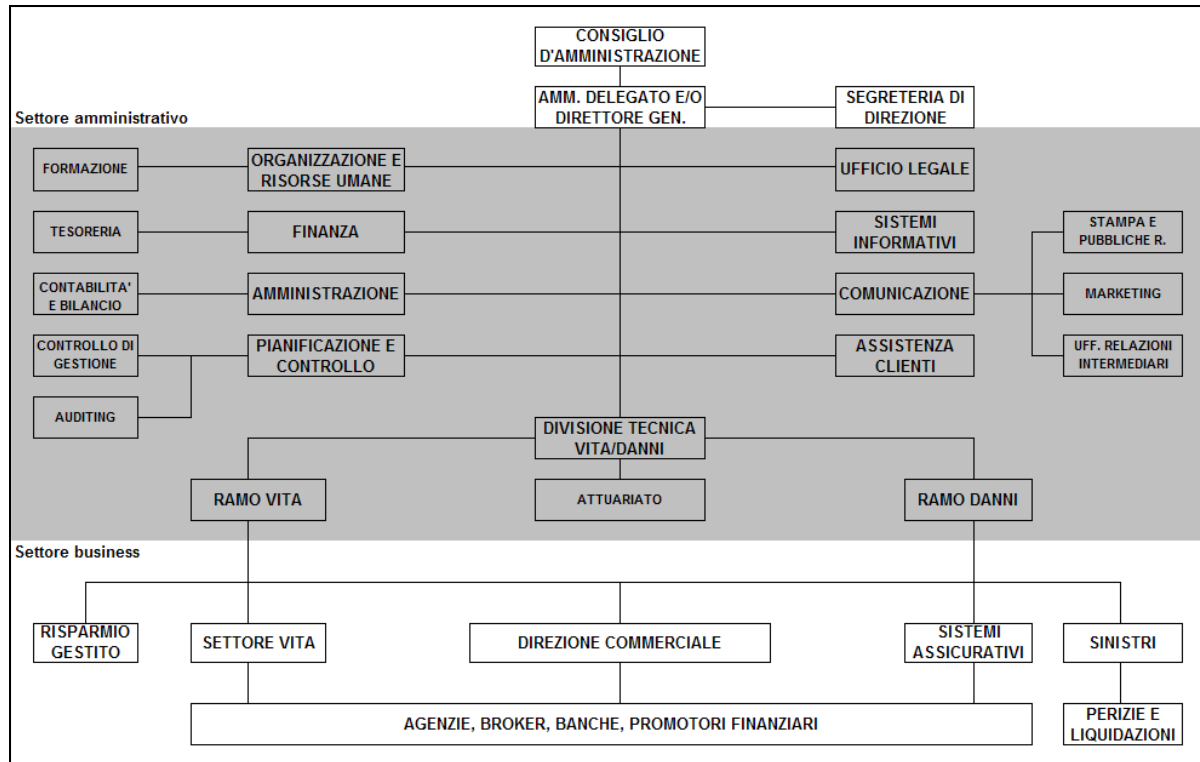 CONSIGLIO
D'AMMINISTRAZIONE
AMM. DELEGATO E/O
DIRETTORE GEN.
SEGRETERIA DI
DIREZIONE
Settore amministrativo
FORMAZIONE
ORGANIZZAZIONE E
RISORSE UMANE
UFFICIO LEGALE
TESORERIA
FINANZA
SISTEMI
INFORMATIVI
STAMPA E
PUBBLICHE R.
CONTABILITA'
E BILANCIO
AMMINISTRAZIONE
COMUNICAZIONE
MARKETING
CONTROLLO DI
GESTIONE
PIANIFICAZIONE E
CONTROLLO
ASSISTENZA
CLIENTI
UFF. RELAZIONI
INTERMEDIARI
AUDITING
DIVISIONE TECNICA
VITA/DANNI
RAMO VITA
ATTUARIATO
RAMO DANNI
Settore business
RISPARMIO
GESTITO
SETTORE VITA
DIREZIONE COMMERCIALE
SISTEMI
ASSICURATIVI
SINISTRI
AGENZIE, BROKER, BANCHE, PROMOTORI FINANZIARI
PERIZIE E
LIQUIDAZIONI